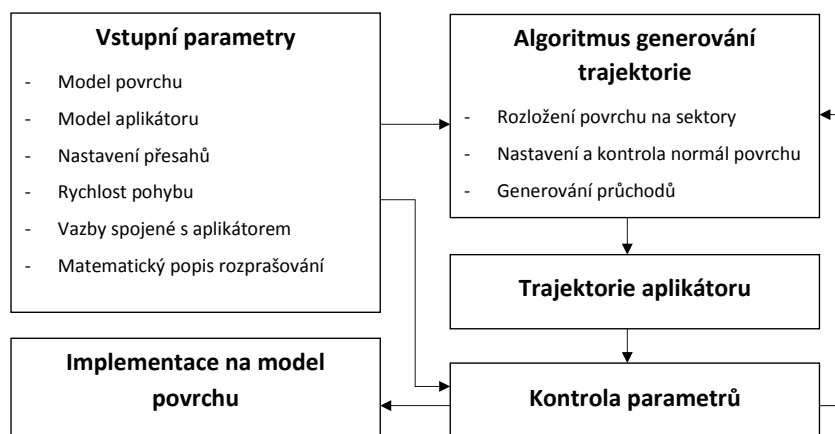 Vstupní parametry
- Model povrchu
- Model aplikátoru
- Nastavení přesahů
- Rychlost pohybu
- Vazby spojené s aplikátorem
- Matematický popis rozprašování
Algoritmus generování
trajektorie
- Rozložení povrchu na sektory
- Nastavení a kontrola normál povrchu
- Generování průchodů
Trajektorie aplikátoru
Implementace na model
povrchu
Kontrola parametrů